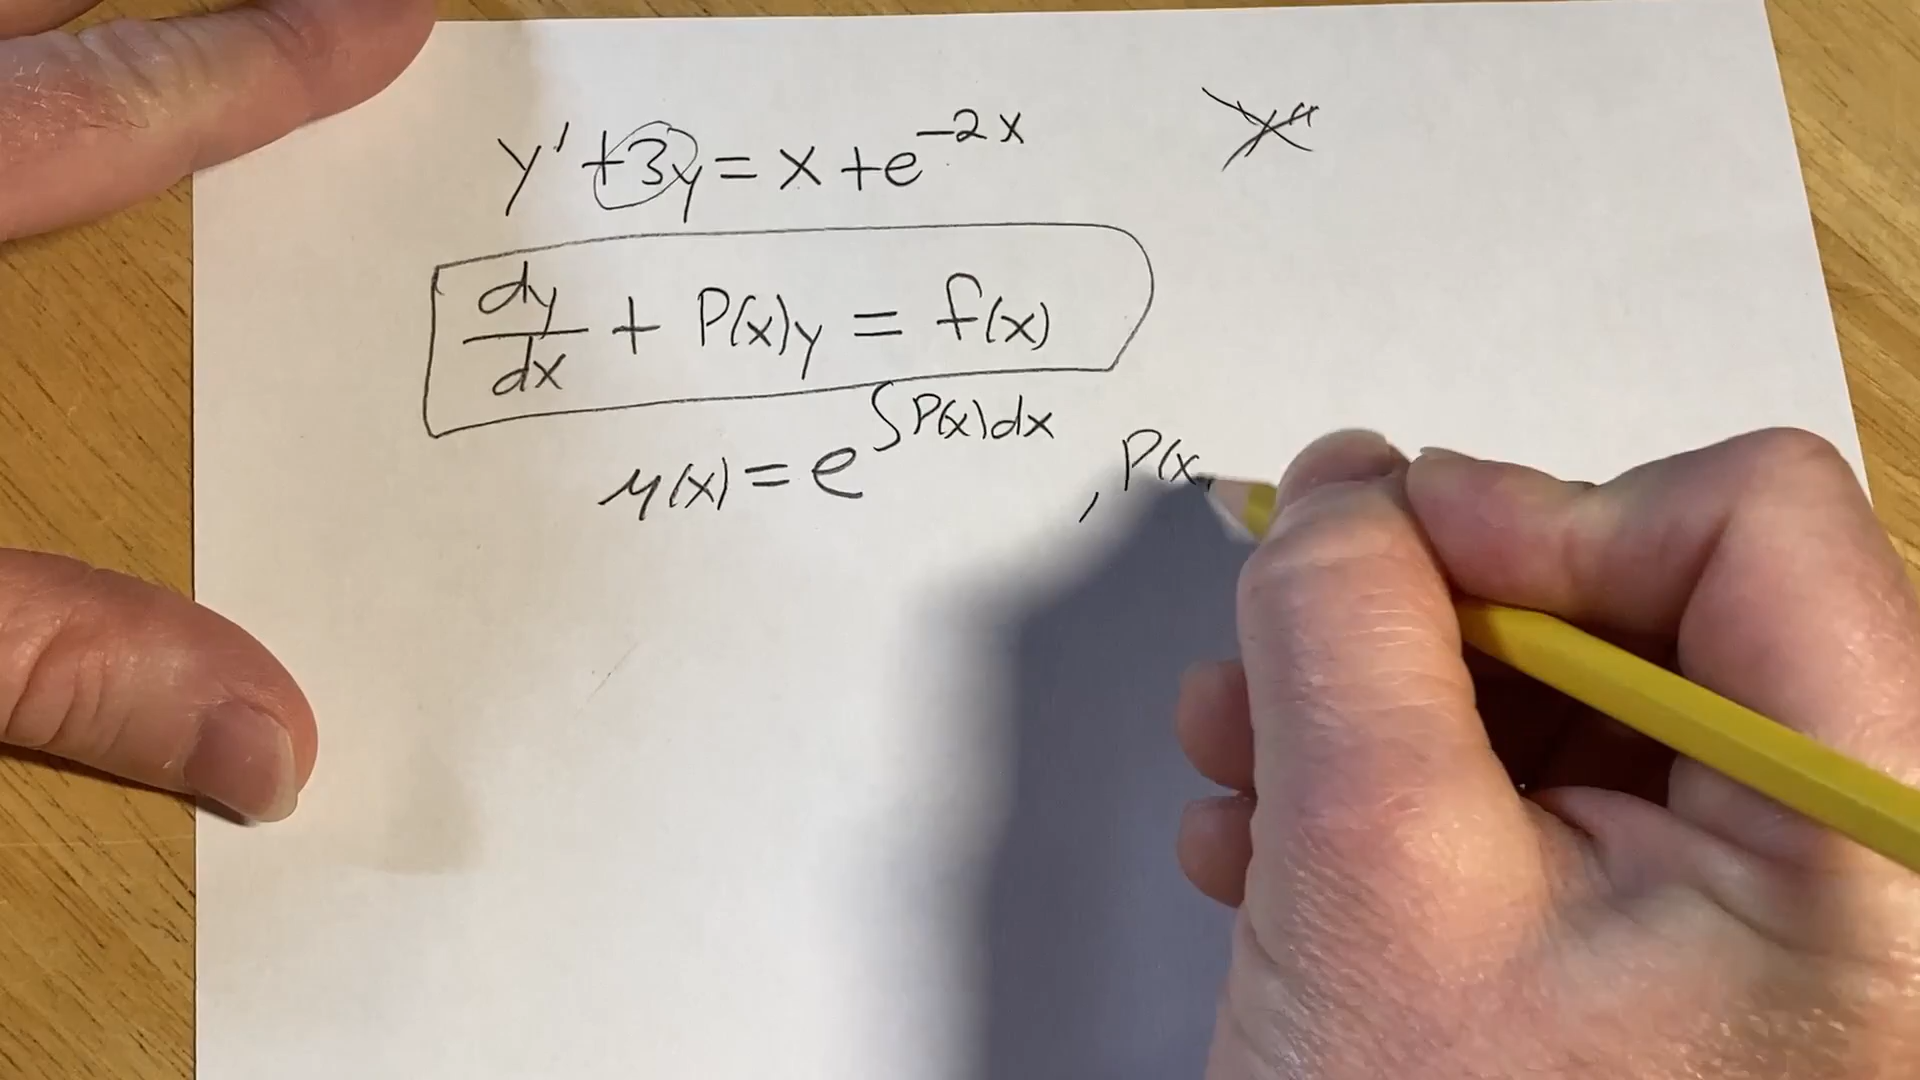 y' + 3y = x + e^{-2x} y"
dy/dx + P(x)y = f(x)
μ(x) = e^{∫P(x)dx} , P(x